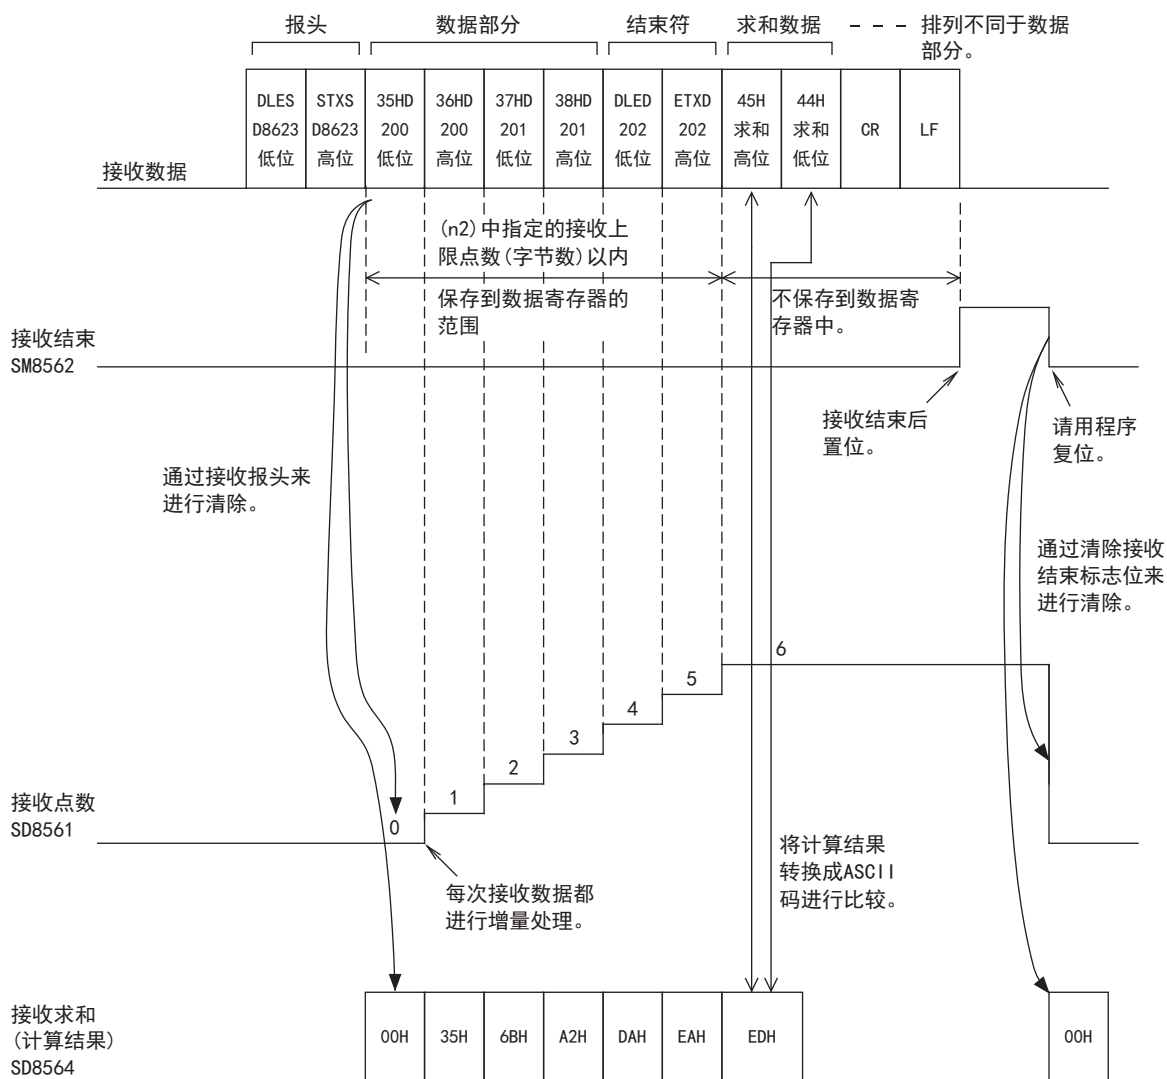 报头
数据部分
结束符
求和数据
--- 排列不同于数据
部分。
DLES
D8623
低位
STXS
D8623
高位
35HD
200
低位
36HD
200
高位
37HD
201
低位
38HD
201
高位
DLED
202
低位
ETXD
202
高位
45H
求和
高位
44H
求和
低位
CR
LF
接收数据
(n2)中指定的接收上
限点数(字节数)以内
保存到数据寄存器的
范围
不保存到数据寄
存器中。
接收结束
SM8562
接收结束后
置位。
请用程序
复位。
通过接收报头来
进行清除。
通过清除接收
结束标志位来
进行清除。
6
5
4
3
2
1
0
接收点数
SD8561
每次接收数据都
进行增量处理。
将计算结果
转换成ASCII
码进行比较。
接收求和
(计算结果)
SD8564
00H
35H
6BH
A2H
DAH
EAH
EDH
00H